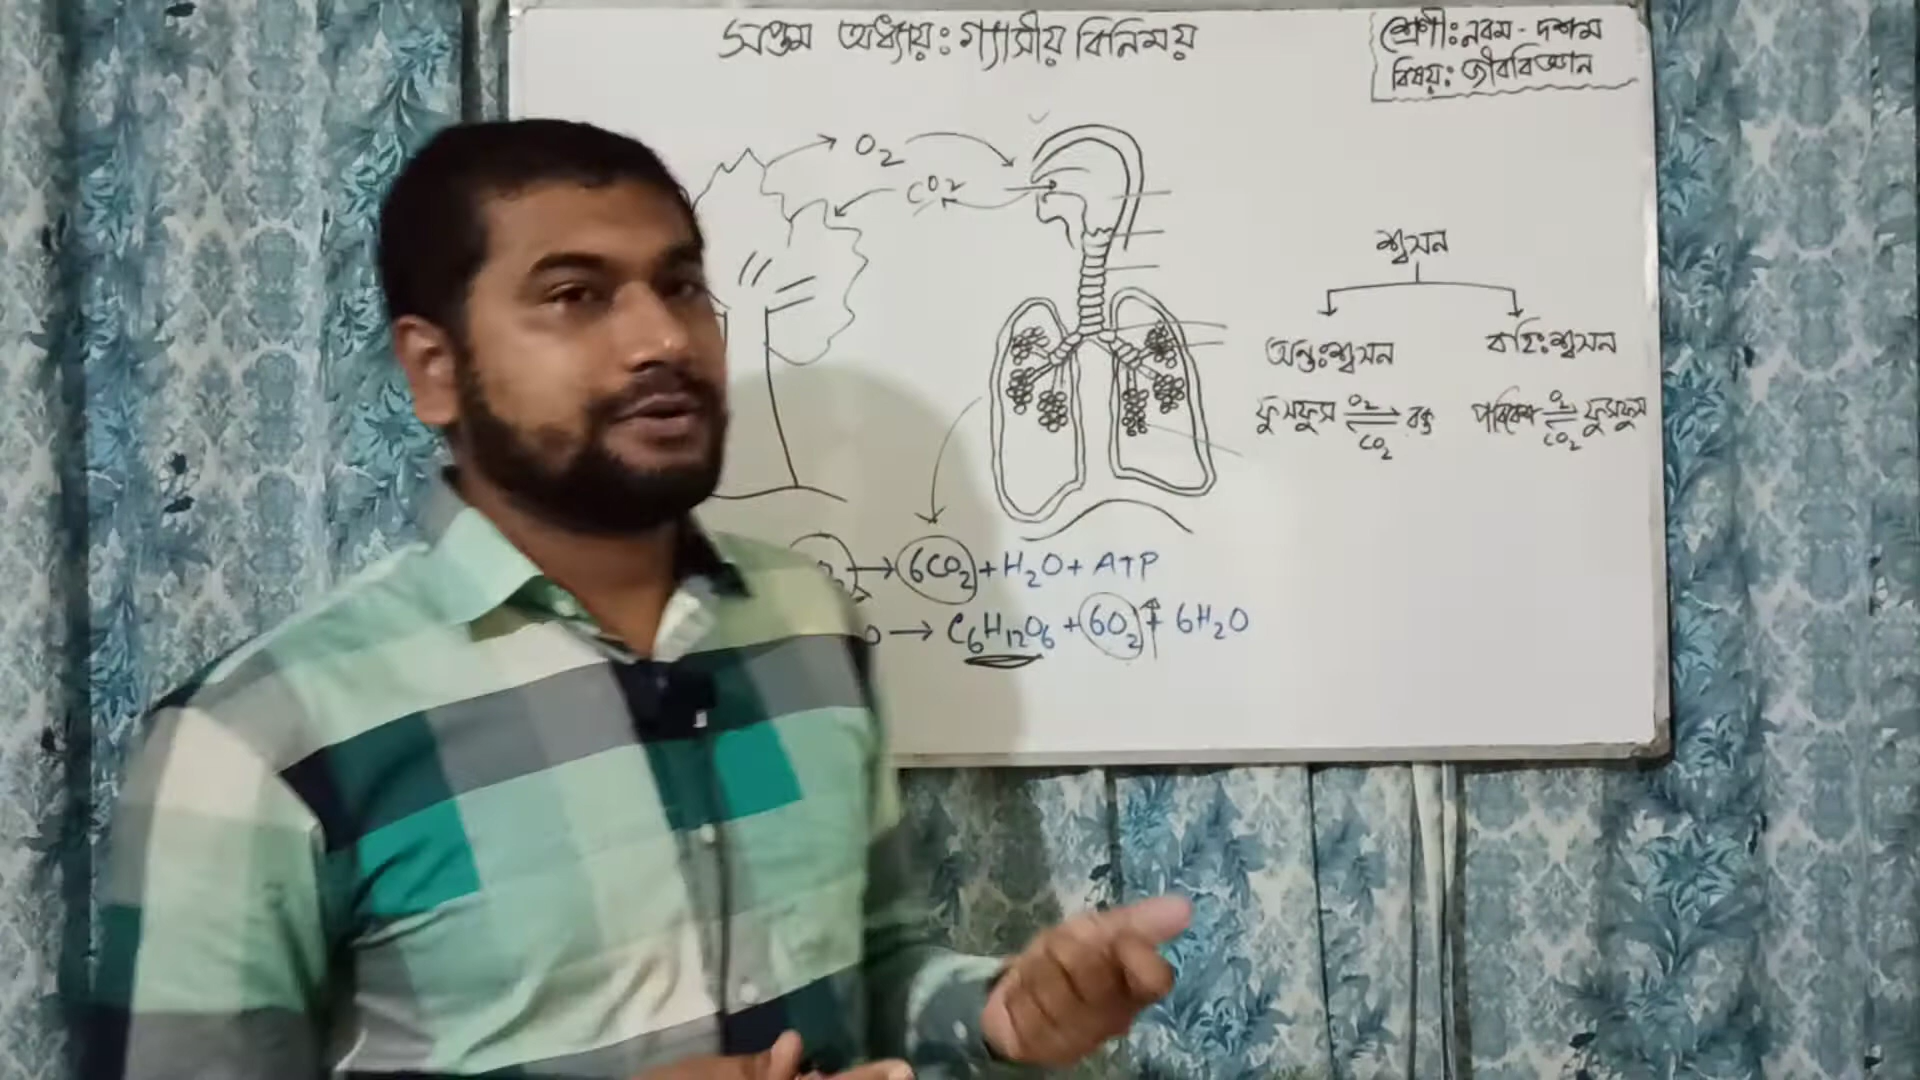 সপ্তম অধ্যায়ঃ গ্যাসীয় বিনিময়
শ্রেণীঃ নবম - দশম
বিষয়ঃ জীববিজ্ঞান
O₂
CO₂
শ্বসন
অন্তঃশ্বসন
বহিঃশ্বসন
ফুসফুস O₂ ⇌ CO₂ রক্ত
পরিবেশ O₂ ⇌ CO₂ ফুসফুস
→ 6CO₂ + H₂O + ATP
O → C₆H₁₂O₆ + 6O₂ ↑ + 6H₂O